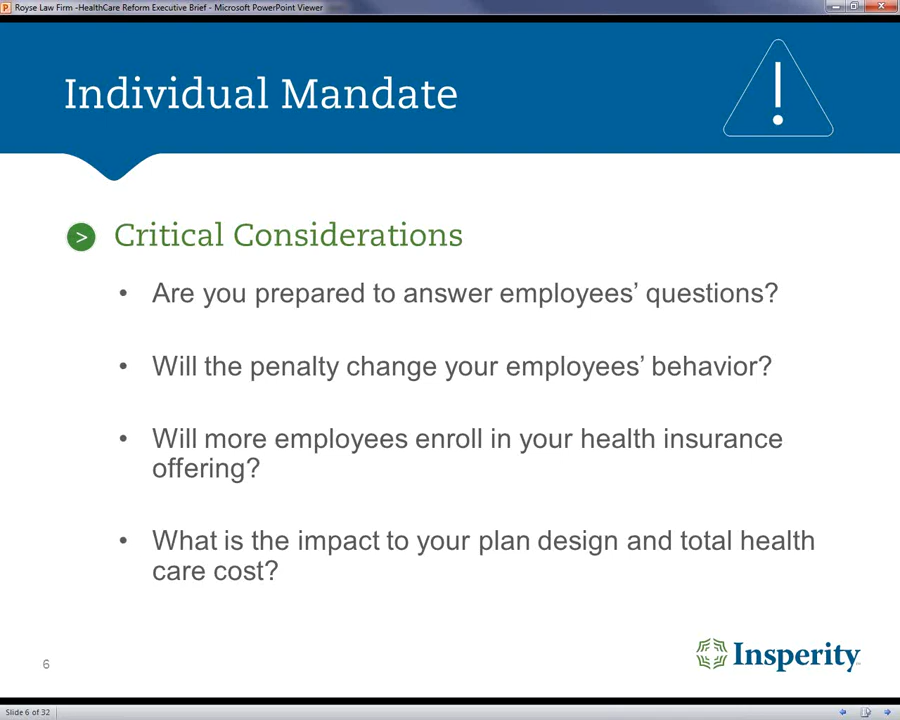 Royse Law Firm -HealthCare Reform Executive Brief - Microsoft PowerPoint Viewer
Individual Mandate
!
> Critical Considerations
• Are you prepared to answer employees’ questions?
• Will the penalty change your employees’ behavior?
• Will more employees enroll in your health insurance
offering?
• What is the impact to your plan design and total health
care cost?
6
Insperity
Slide 6 of 32